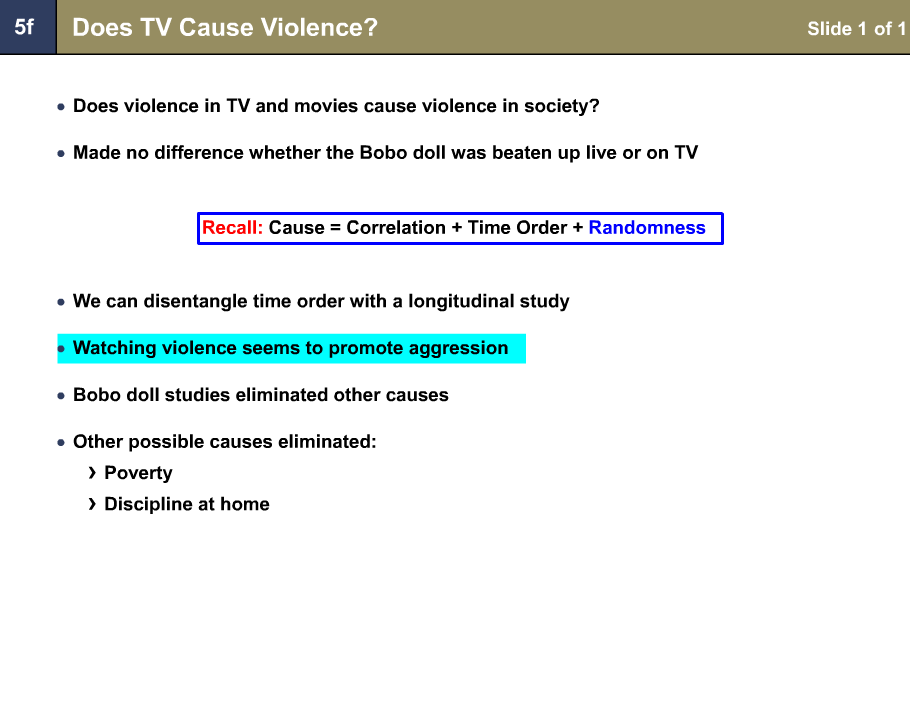 5f
Does TV Cause Violence?
Slide 1 of 1
• Does violence in TV and movies cause violence in society?
• Made no difference whether the Bobo doll was beaten up live or on TV
Recall: Cause = Correlation + Time Order + Randomness
• We can disentangle time order with a longitudinal study
• Watching violence seems to promote aggression
• Bobo doll studies eliminated other causes
• Other possible causes eliminated:
› Poverty
› Discipline at home